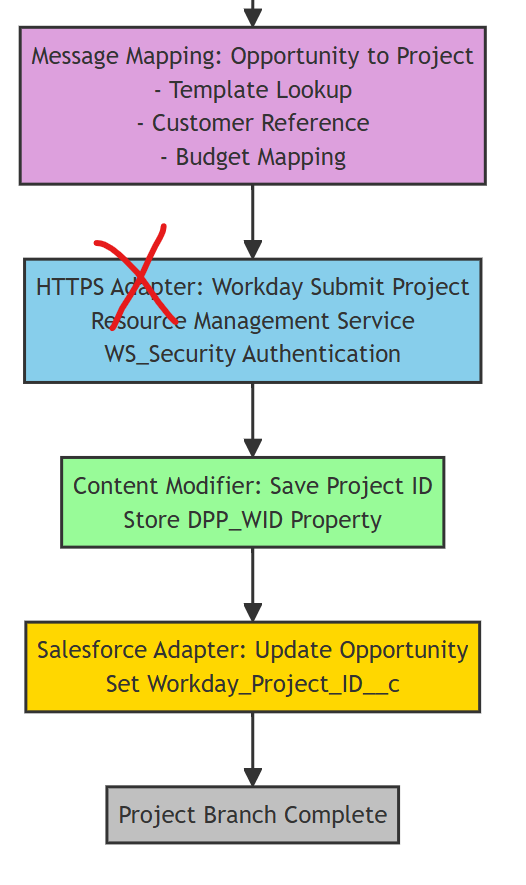 Message Mapping: Opportunity to Project
- Template Lookup
- Customer Reference
- Budget Mapping
HTTPS Adapter: Workday Submit Project
Resource Management Service
WS_Security Authentication
Content Modifier: Save Project ID
Store DPP_WID Property
Salesforce Adapter: Update Opportunity
Set Workday_Project_ID__c
Project Branch Complete